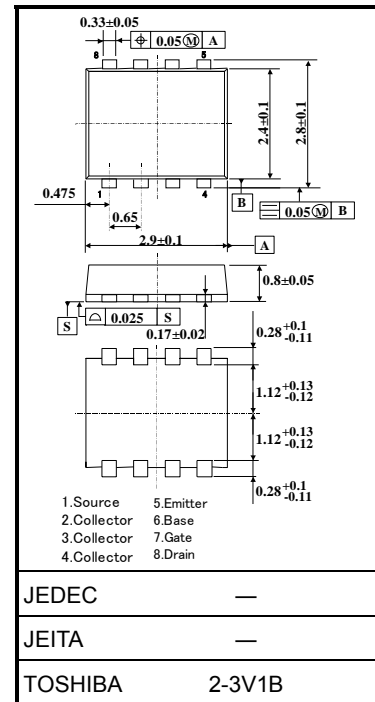 0.33±0.05
⌖ 0.05Ⓜ A
8 5
2.4±0.1
2.8±0.1
0.475
1 4
0.65
B
⌯ 0.05Ⓜ B
2.9±0.1
A
0.8±0.05
S
⌓ 0.025 S
0.17±0.02
0.28 +0.1 -0.11
1.12 +0.13 -0.12
1.12 +0.13 -0.12
0.28 +0.1 -0.11
1.Source 5.Emitter
2.Collector 6.Base
3.Collector 7.Gate
4.Collector 8.Drain
JEDEC —
JEITA —
TOSHIBA 2-3V1B